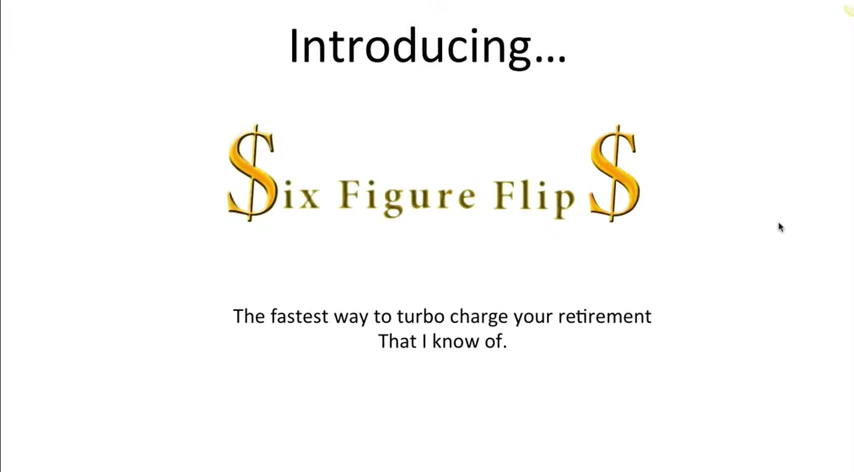 Introducing...
$ix Figure Flip$
The fastest way to turbo charge your retirement
That I know of.